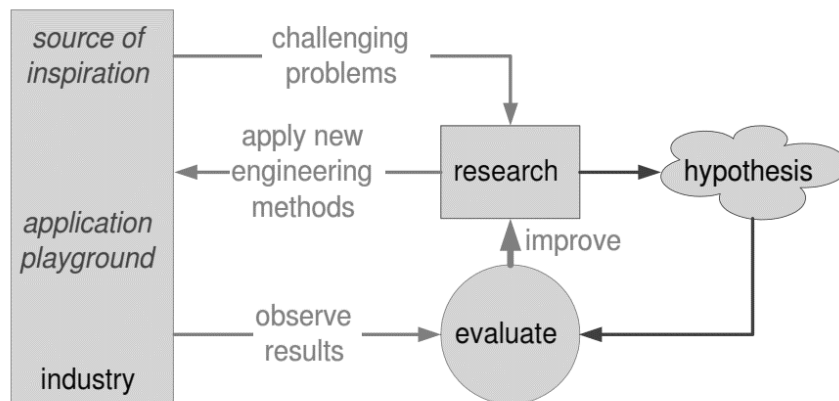 source of
inspiration
challenging
problems
apply new
engineering
methods
research
hypothesis
application
playground
improve
observe
results
evaluate
industry